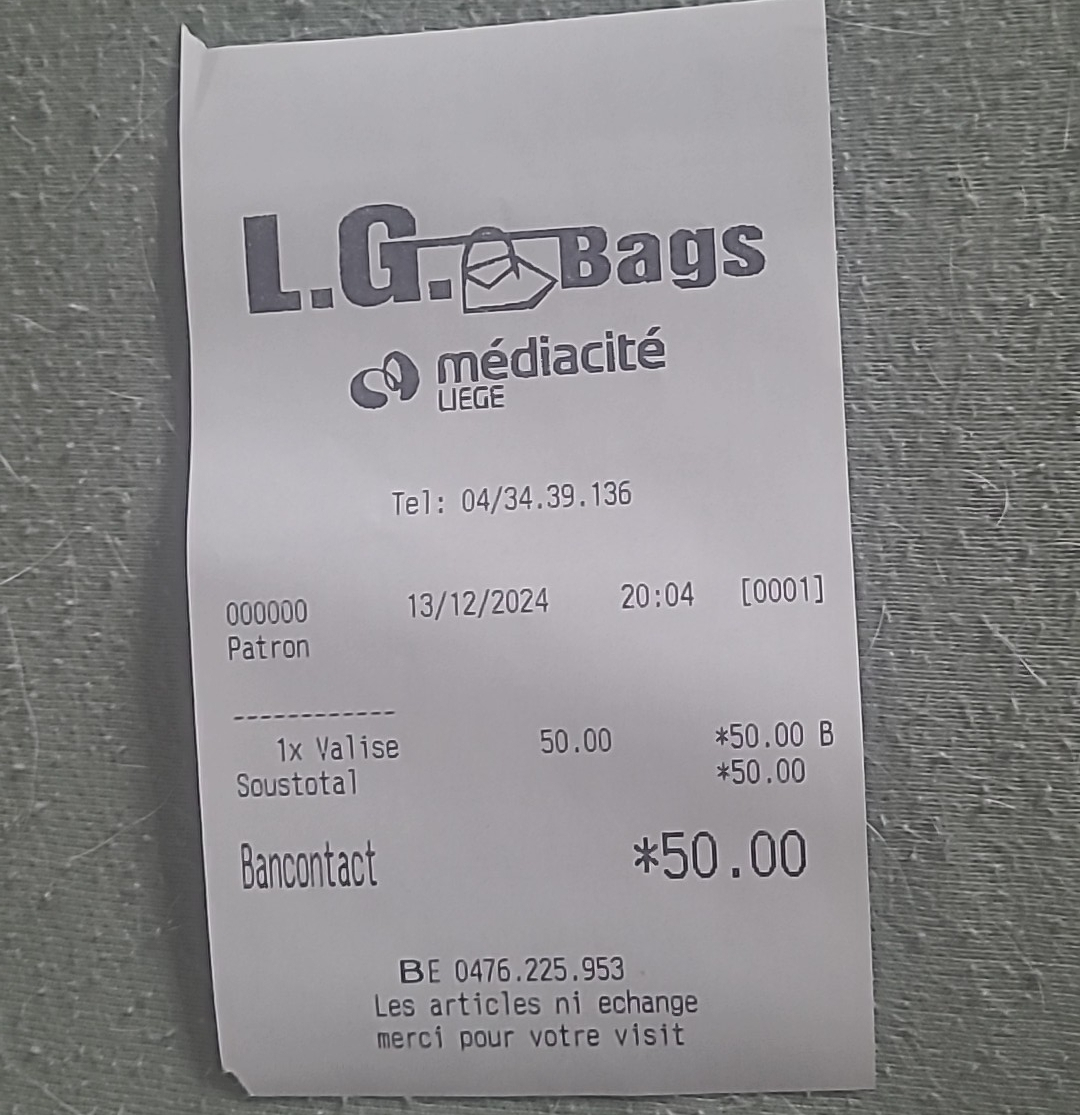 L.G. Bags
médiacité
LIEGE
Tel: 04/34.39.136
000000 13/12/2024 20:04 [0001]
Patron
------------
1x Valise 50.00 *50.00 B
Soustotal *50.00
Bancontact *50.00
BE 0476.225.953
Les articles ni echange
merci pour votre visit